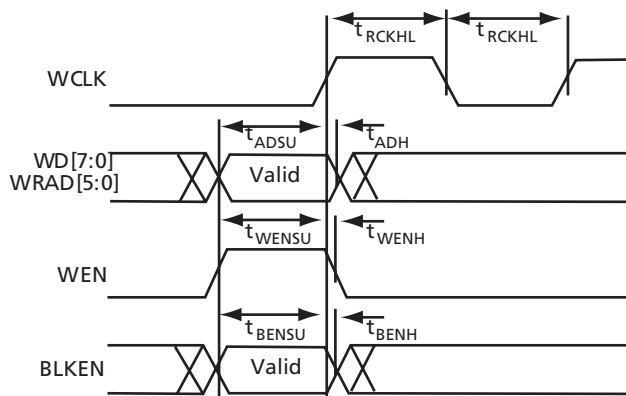 tRCKHL tRCKHL
WCLK
tADSU tADH
WD[7:0]
WRAD[5:0]
Valid
tWENSU tWENH
WEN
tBENSU tBENH
BLKEN
Valid